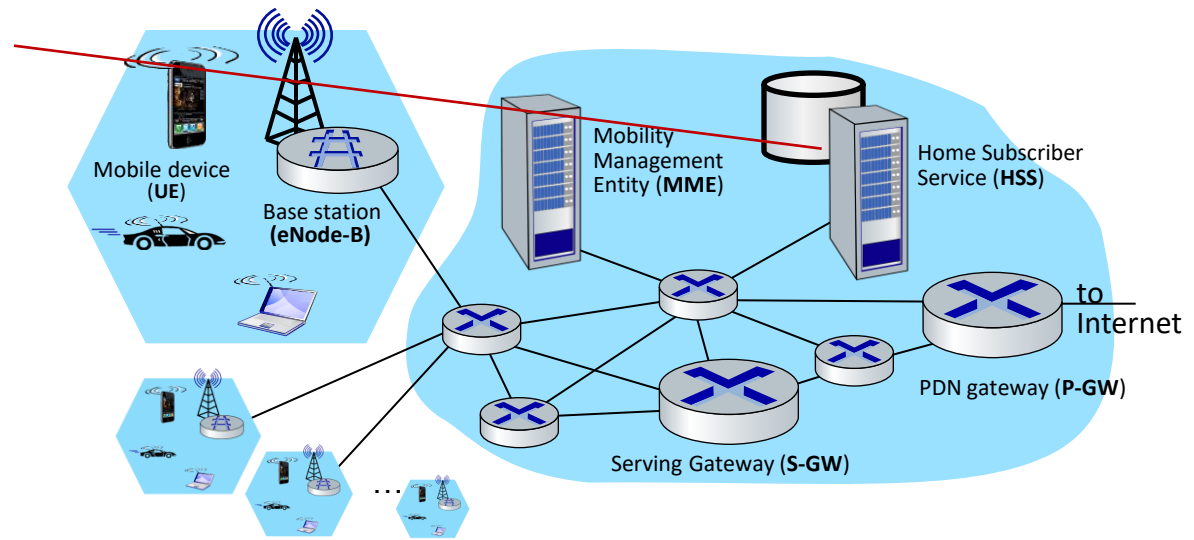 Mobile device
(UE)
Base station
(eNode-B)
Mobility
Management
Entity (MME)
Home Subscriber
Service (HSS)
to
Internet
PDN gateway (P-GW)
Serving Gateway (S-GW)
...